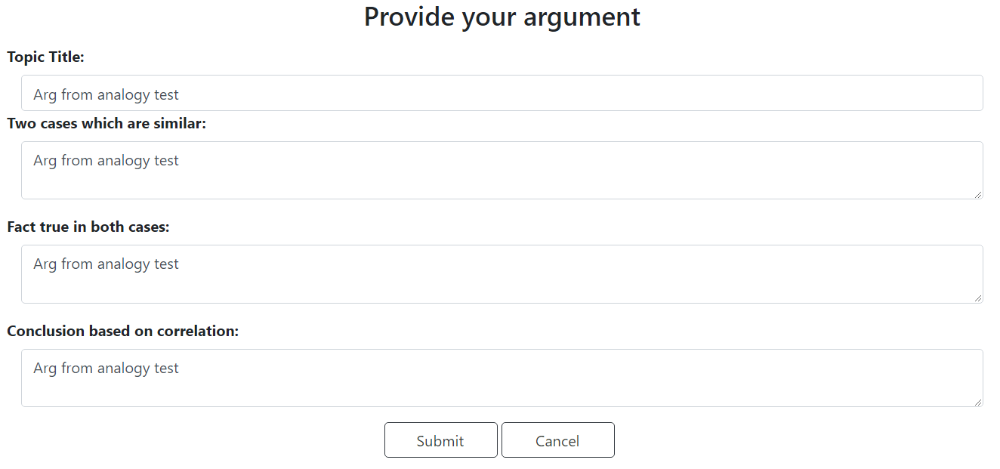 Provide your argument
Topic Title:
Arg from analogy test
Two cases which are similar:
Arg from analogy test
Fact true in both cases:
Arg from analogy test
Conclusion based on correlation:
Arg from analogy test
Submit Cancel